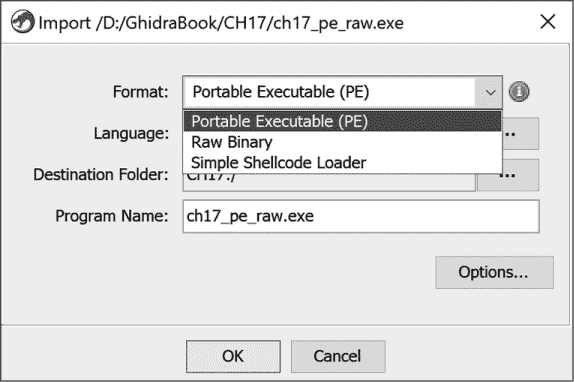 Import /D:/GhidraBook/CH17/ch17_pe_raw.exe
Format: Portable Executable (PE)
Portable Executable (PE)
Language:
Raw Binary
Simple Shellcode Loader
Destination Folder: CH17:/ ...
Program Name: ch17_pe_raw.exe
Options...
OK Cancel